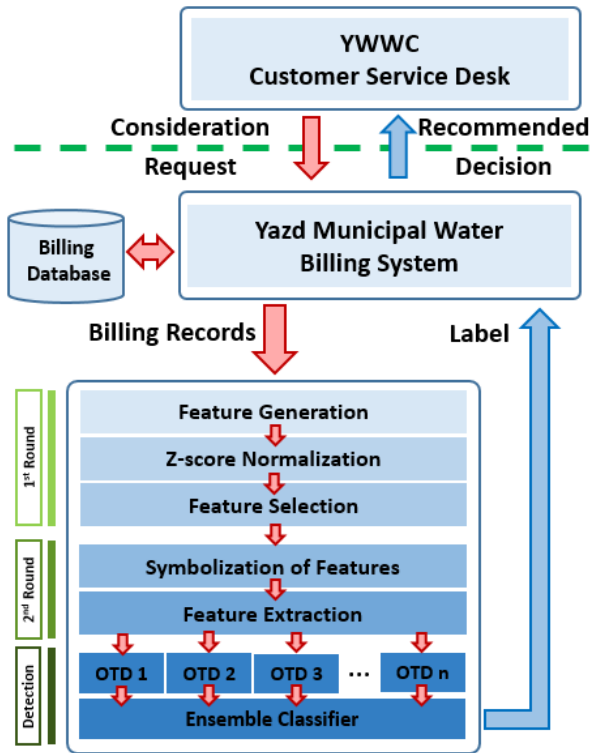 YWWC
Customer Service Desk
Consideration
Recommended
Request
Decision
Billing
Database
Yazd Municipal Water
Billing System
Billing Records
Label
1st Round
Feature Generation
Z-score Normalization
Feature Selection
2nd Round
Symbolization of Features
Feature Extraction
Detection
OTD 1 OTD 2 OTD 3 ... OTD n
Ensemble Classifier